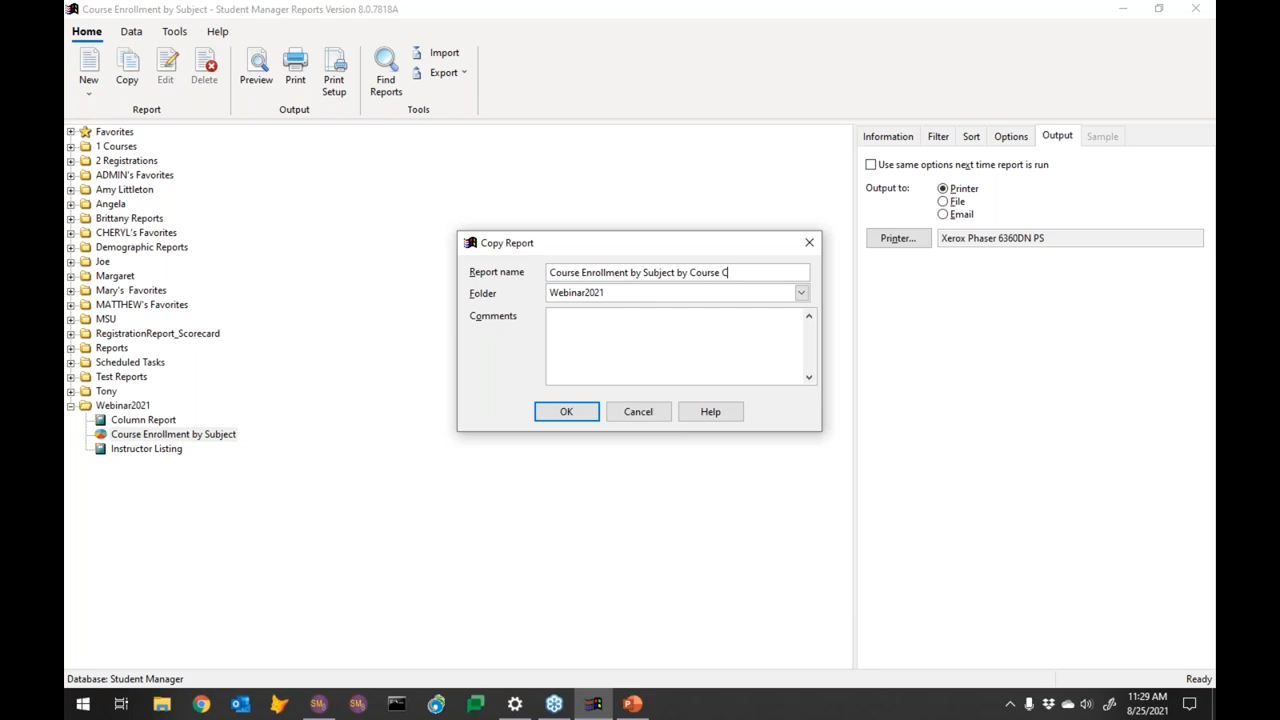 Course Enrollment by Subject - Student Manager Reports Version 8.0.7818A
Home Data Tools Help
New Copy Edit Delete Preview Print Print Setup Find Reports Import
Export
Report Output Tools
Favorites
1 Courses
2 Registrations
ADMIN's Favorites
Amy Littleton
Angela
Brittany Reports
CHERYL's Favorites
Demographic Reports
Joe
Margaret
Mary's Favorites
MATTHEW's Favorites
MSU
RegistrationReport_Scorecard
Reports
Scheduled Tasks
Test Reports
Tony
Webinar2021
Column Report
Course Enrollment by Subject
Instructor Listing
Copy Report
Report name Course Enrollment by Subject by Course C
Folder Webinar2021
Comments
OK Cancel Help
Information Filter Sort Options Output Sample
Use same options next time report is run
Output to: Printer
File
Email
Printer... Xerox Phaser 6360DN PS
Database: Student Manager Ready
SM SM
11:29 AM
8/25/2021